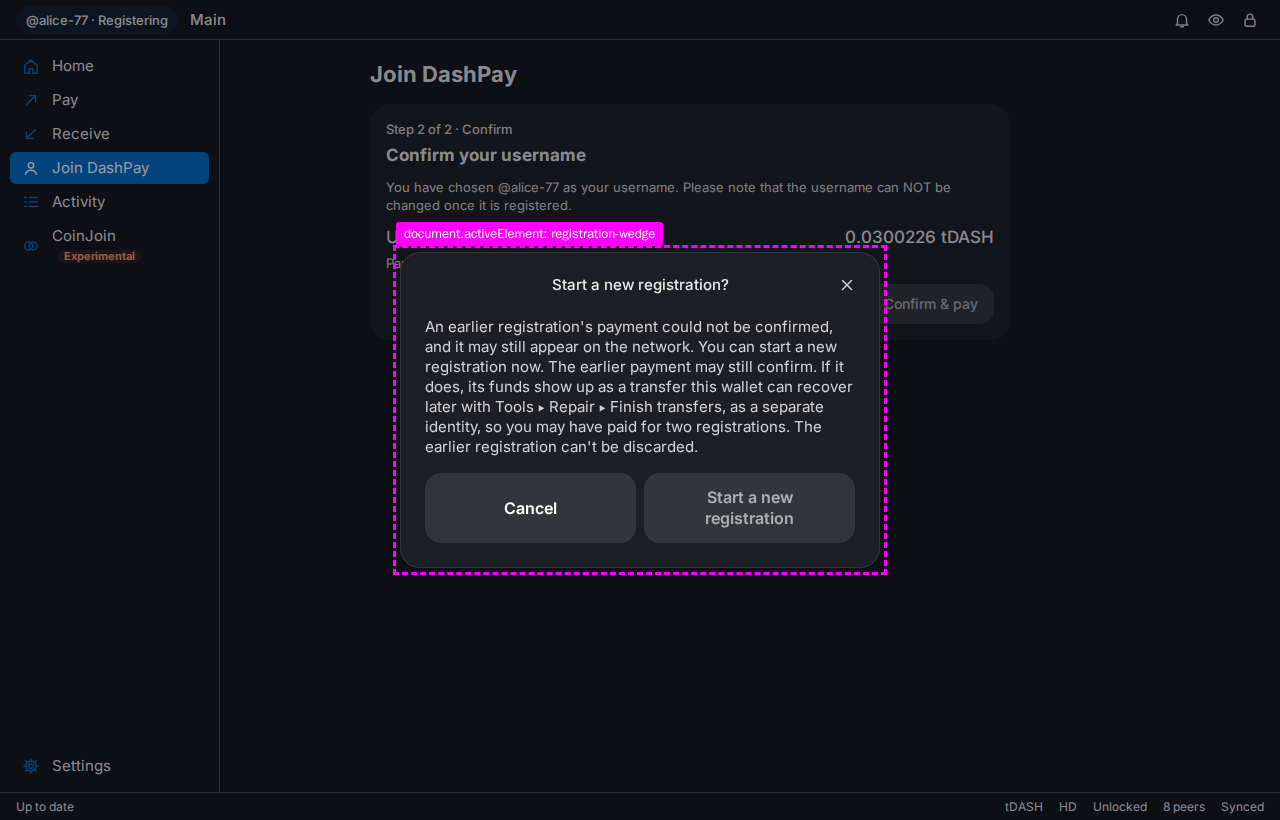 @alice-77 · Registering
Main
Home
Pay
Receive
Join DashPay
Activity
CoinJoin
Experimental
Settings
Join DashPay
Step 2 of 2 · Confirm
Confirm your username
You have chosen @alice-77 as your username. Please note that the username can NOT be
changed once it is registered.
0.0300226 tDASH
document.activeElement: registration-wedge
Confirm & pay
Start a new registration?
An earlier registration's payment could not be confirmed,
and it may still appear on the network. You can start a new
registration now. The earlier payment may still confirm. If it
does, its funds show up as a transfer this wallet can recover
later with Tools ▸ Repair ▸ Finish transfers, as a separate
identity, so you may have paid for two registrations. The
earlier registration can't be discarded.
Cancel
Start a new
registration
Up to date
tDASH HD Unlocked 8 peers Synced